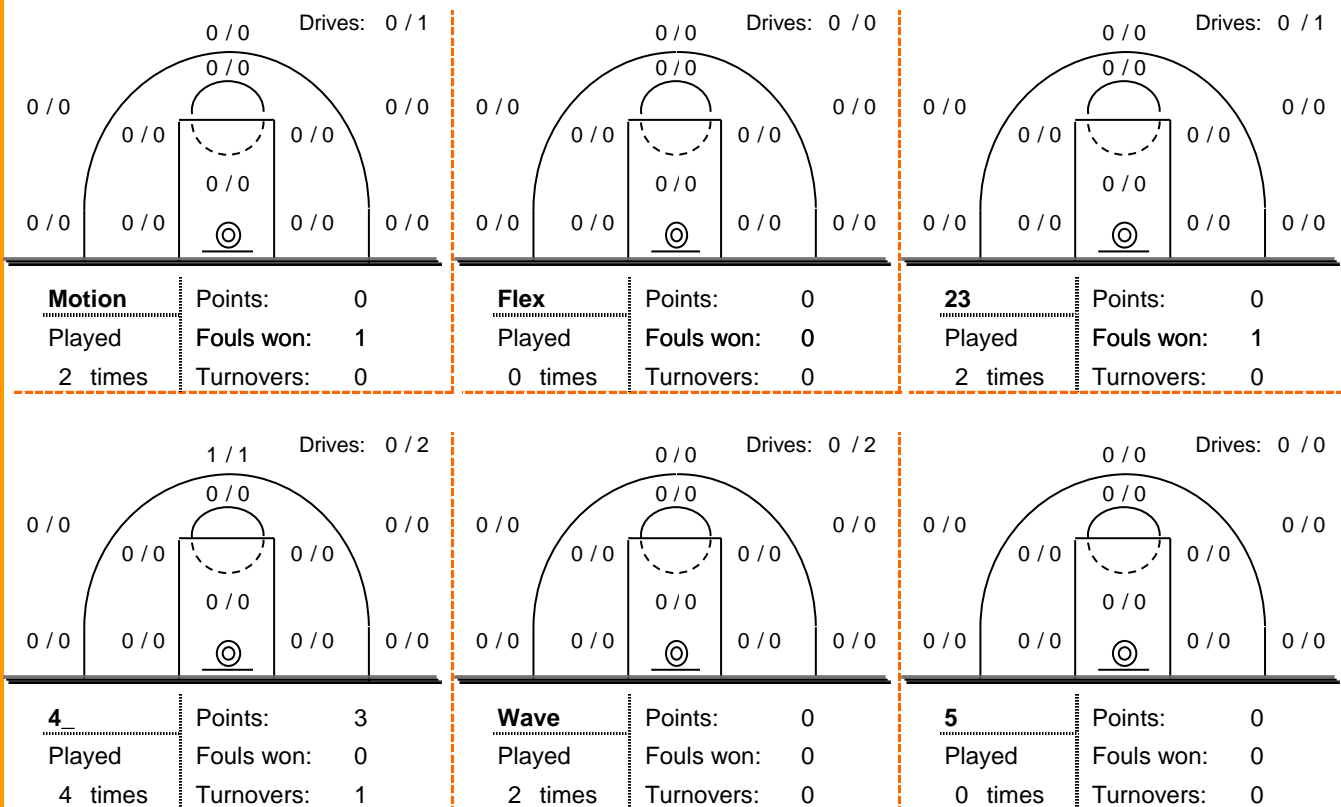 0 / 0 Drives: 0 / 1
0 / 0
0 / 0 0 / 0
0 / 0 0 / 0
0 / 0
0 / 0 0 / 0 0 / 0 0 / 0
Motion Points: 0
Played Fouls won: 1
2 times Turnovers: 0
0 / 0 Drives: 0 / 0
0 / 0
0 / 0 0 / 0
0 / 0 0 / 0
0 / 0
0 / 0 0 / 0 0 / 0 0 / 0
Flex Points: 0
Played Fouls won: 0
0 times Turnovers: 0
0 / 0 Drives: 0 / 1
0 / 0
0 / 0 0 / 0
0 / 0 0 / 0
0 / 0
0 / 0 0 / 0 0 / 0 0 / 0
23 Points: 0
Played Fouls won: 1
2 times Turnovers: 0
1 / 1 Drives: 0 / 2
0 / 0
0 / 0 0 / 0
0 / 0 0 / 0
0 / 0
0 / 0 0 / 0 0 / 0 0 / 0
4_ Points: 3
Played Fouls won: 0
4 times Turnovers: 1
0 / 0 Drives: 0 / 2
0 / 0
0 / 0 0 / 0
0 / 0 0 / 0
0 / 0
0 / 0 0 / 0 0 / 0 0 / 0
Wave Points: 0
Played Fouls won: 0
2 times Turnovers: 0
0 / 0 Drives: 0 / 0
0 / 0
0 / 0 0 / 0
0 / 0 0 / 0
0 / 0
0 / 0 0 / 0 0 / 0 0 / 0
5 Points: 0
Played Fouls won: 0
0 times Turnovers: 0